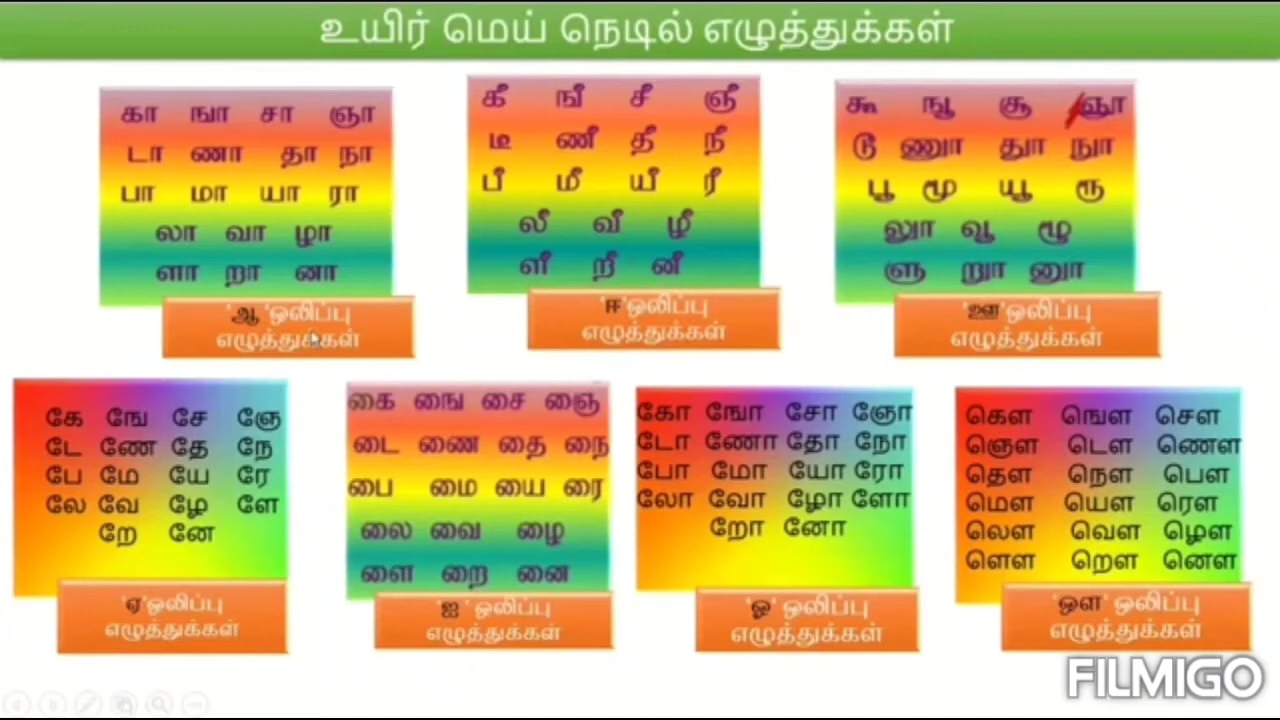 உயிர் மெய் நெடில் எழுத்துக்கள்
கா ஙா சா ஞா
டா ணா தா நா
பா மா யா ரா
லா வா ழா
ளா றா னா
'ஆ 'ஒலிப்பு
எழுத்துக்கள்
கீ ஙீ சீ ஞீ
டீ ணீ தீ நீ
பீ மீ யீ ரீ
லீ வீ ழீ
ளீ றீ னீ
'ஈ'ஒலிப்பு
எழுத்துக்கள்
கூ ஙூ சூ ஞூ
டூ ணூ தூ நூ
பூ மூ யூ ரூ
லூ வூ ழூ
ளு றூ னூ
'ஊ'ஒலிப்பு
எழுத்துக்கள்
கே ஙே சே ஞே
டே ணே தே நே
பே மே யே ரே
லே வே ழே ளே
றே னே
'ஏ'ஒலிப்பு
எழுத்துக்கள்
கை ஙை சை ஞை
டை ணை தை நை
பை மை யை ரை
லை வை ழை
ளை றை னை
'ஐ ' ஒலிப்பு
எழுத்துக்கள்
கோ ஙோ சோ ஞோ
டோ ணோ தோ நோ
போ மோ யோ ரோ
லோ வோ ழோ ளோ
றோ னோ
'ஓ' ஒலிப்பு
எழுத்துக்கள்
கௌ ஙௌ சௌ
ஞௌ டௌ ணௌ
தௌ நௌ பௌ
மௌ யௌ ரௌ
லௌ வௌ ழௌ
ளௌ றௌ னௌ
'ஔ' ஒலிப்பு
எழுத்துக்கள்
FILMIGO